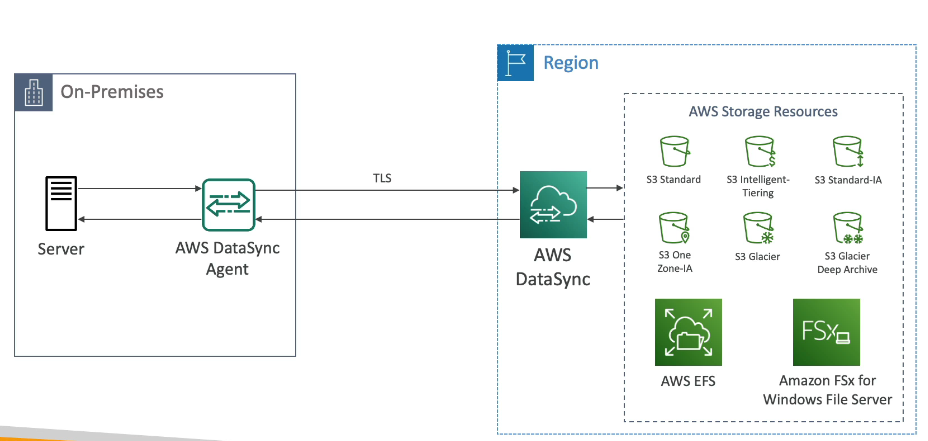 Region
On-Premises
AWS Storage Resources
S3 Standard
S3 Intelligent-
Tiering
S3 Standard-IA
TLS
Server
AWS DataSync
Agent
AWS
DataSync
S3 One
Zone-IA
S3 Glacier
S3 Glacier
Deep Archive
FSx
AWS EFS
Amazon FSx for
Windows File Server